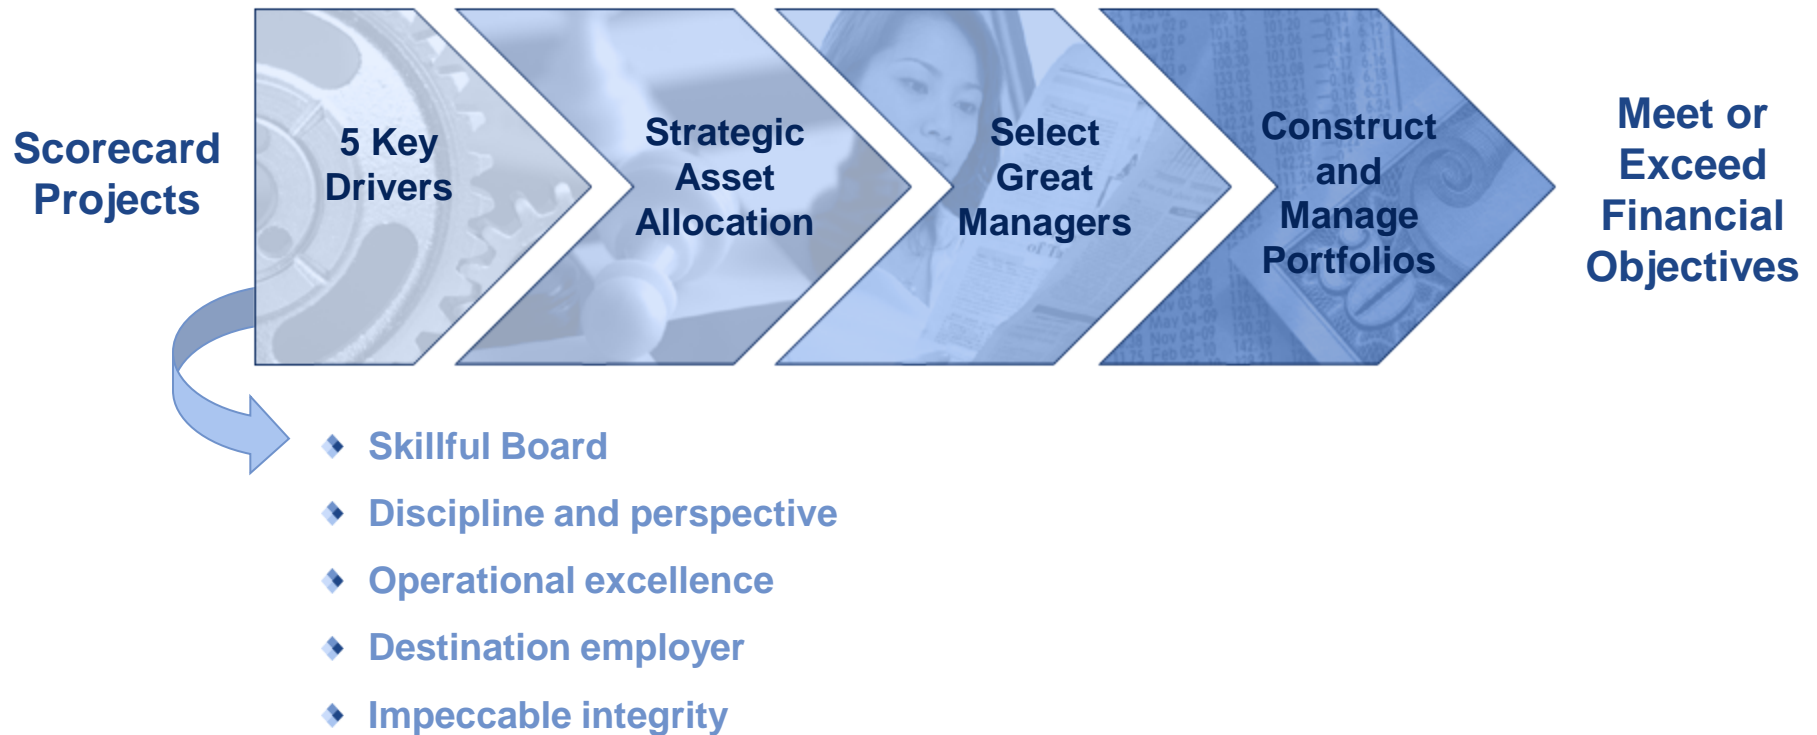 Scorecard
Projects
5 Key
Drivers
Strategic
Asset
Allocation
Select
Great
Managers
Construct
and
Manage
Portfolios
Meet or
Exceed
Financial
Objectives
Skillful Board
Discipline and perspective
Operational excellence
Destination employer
Impeccable integrity